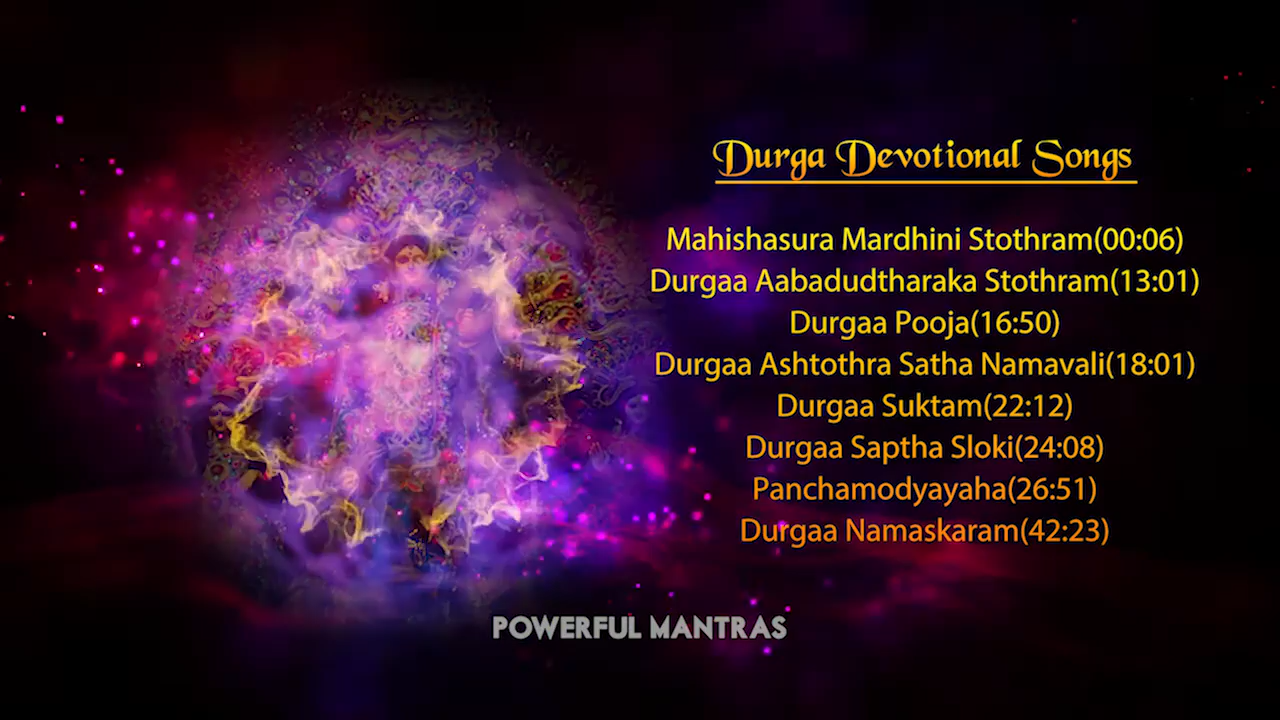 Durga Devotional Songs
Mahishasura Mardhini Stothram(00:06)
Durgaa Aabadudtharaka Stothram(13:01)
Durgaa Pooja(16:50)
Durgaa Ashtothra Satha Namavali(18:01)
Durgaa Suktam(22:12)
Durgaa Saptha Sloki(24:08)
Panchamodyayaha(26:51)
Durgaa Namaskaram(42:23)
POWERFUL MANTRAS